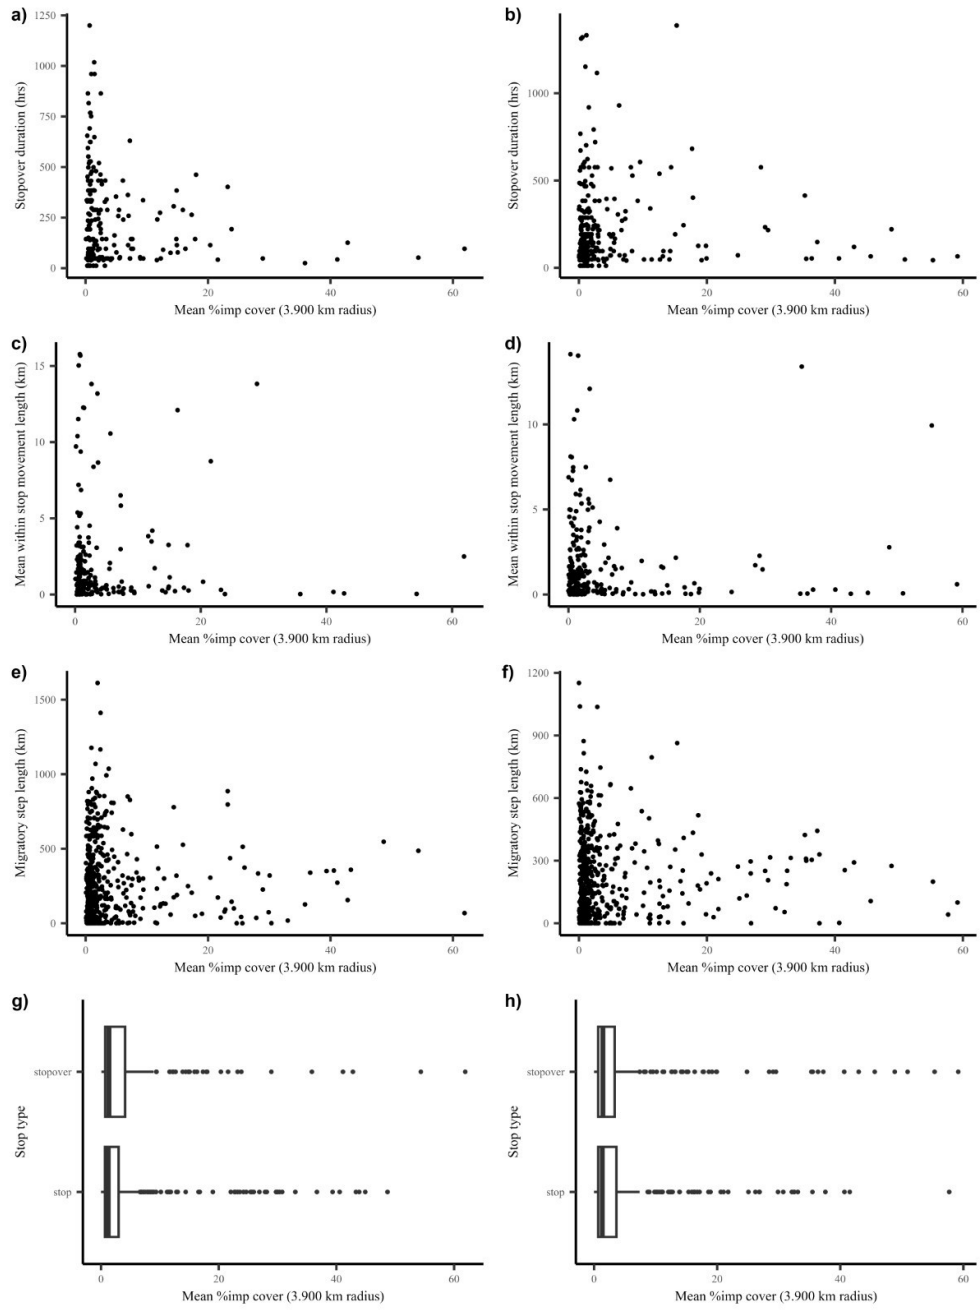 a)
Stopover duration (hrs)
1250
1000
750
500
250
0
0 20 40 60
Mean %imp cover (3.900 km radius)
b)
Stopover duration (hrs)
1000
500
0
0 20 40 60
Mean %imp cover (3.900 km radius)
c)
Mean within stop movement length (km)
15
10
5
0
0 20 40 60
Mean %imp cover (3.900 km radius)
d)
Mean within stop movement length (km)
10
5
0
0 20 40 60
Mean %imp cover (3.900 km radius)
e)
Migratory step length (km)
1500
1000
500
0
0 20 40 60
Mean %imp cover (3.900 km radius)
f)
Migratory step length (km)
1200
900
600
300
0
0 20 40 60
Mean %imp cover (3.900 km radius)
g)
Stop type
stopover
stop
0 20 40 60
Mean %imp cover (3.900 km radius)
h)
Stop type
stopover
stop
0 20 40 60
Mean %imp cover (3.900 km radius)